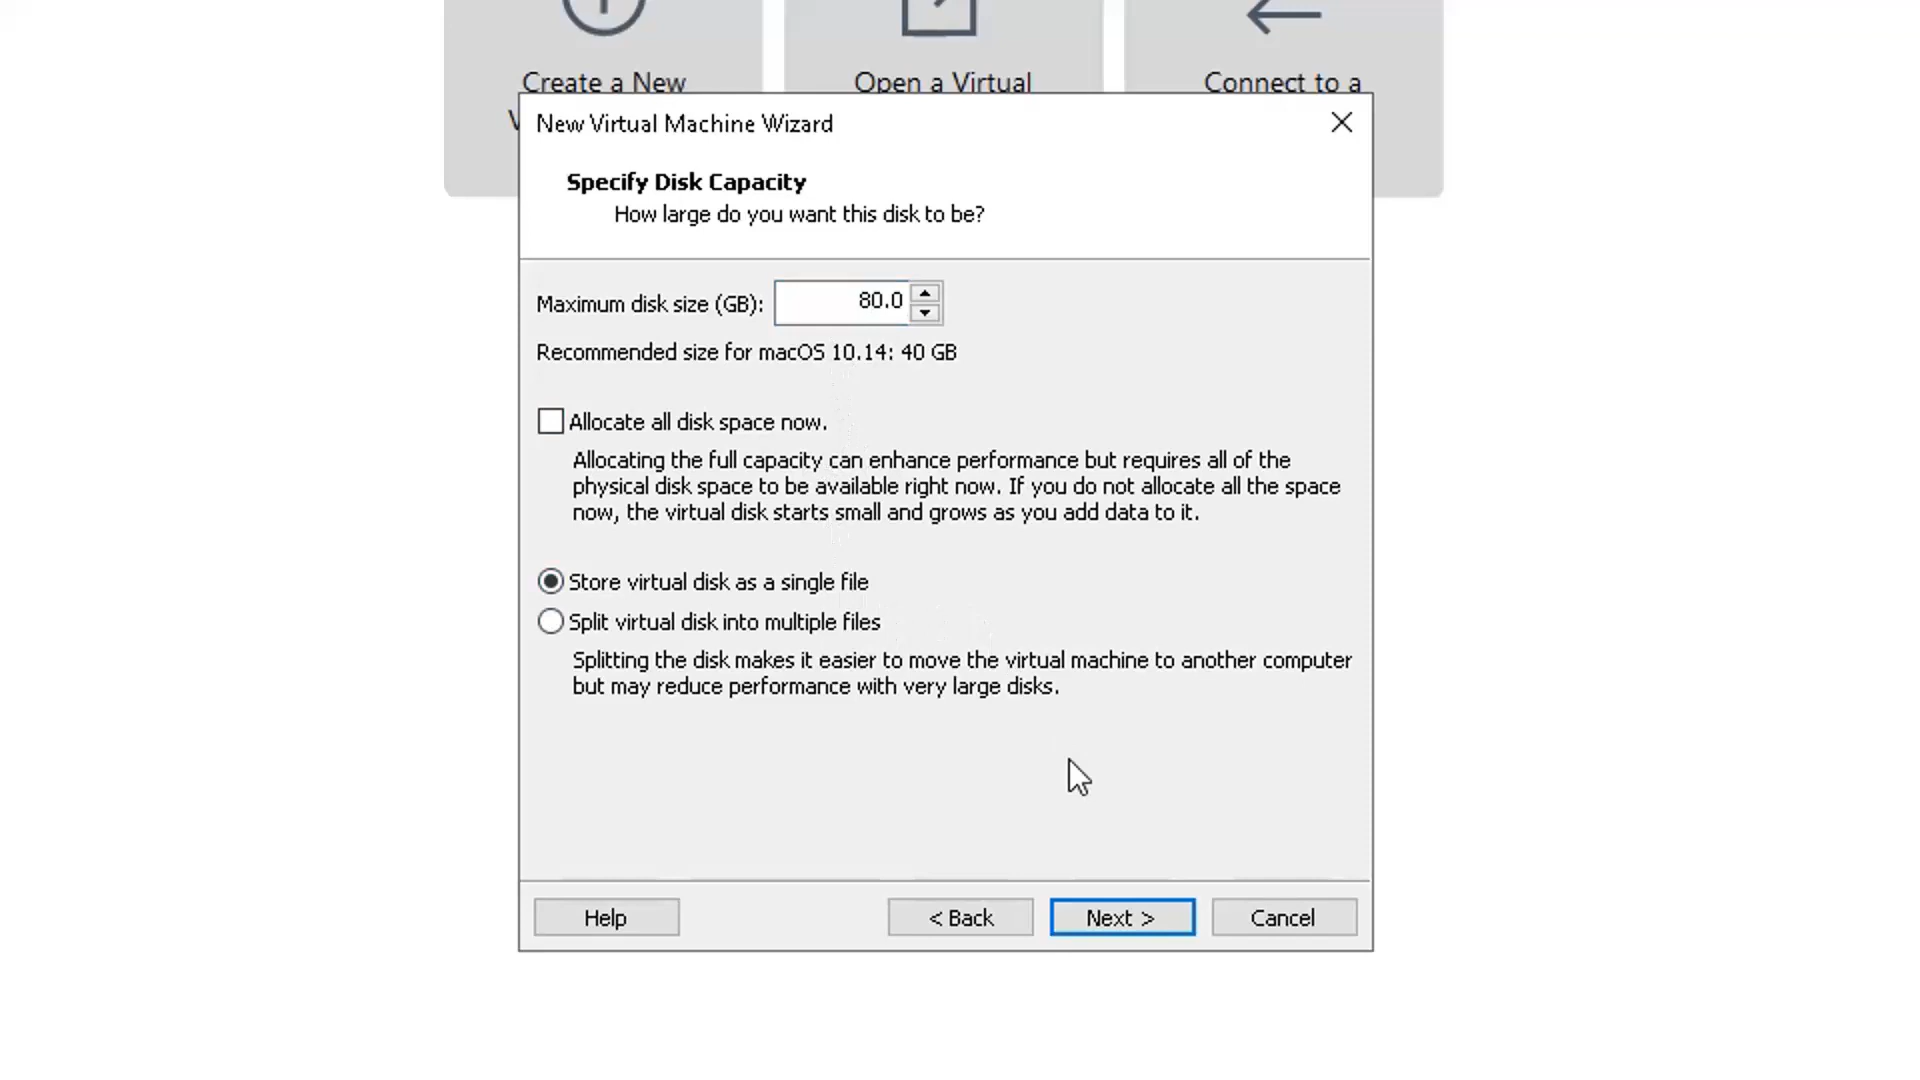 Create a New
Open a Virtual
Connect to a
New Virtual Machine Wizard
Specify Disk Capacity
How large do you want this disk to be?
Maximum disk size (GB):
80.0
Recommended size for macOS 10.14: 40 GB
Allocate all disk space now.
Allocating the full capacity can enhance performance but requires all of the
physical disk space to be available right now. If you do not allocate all the space
now, the virtual disk starts small and grows as you add data to it.
Store virtual disk as a single file
Split virtual disk into multiple files
Splitting the disk makes it easier to move the virtual machine to another computer
but may reduce performance with very large disks.
Help
< Back
Next >
Cancel